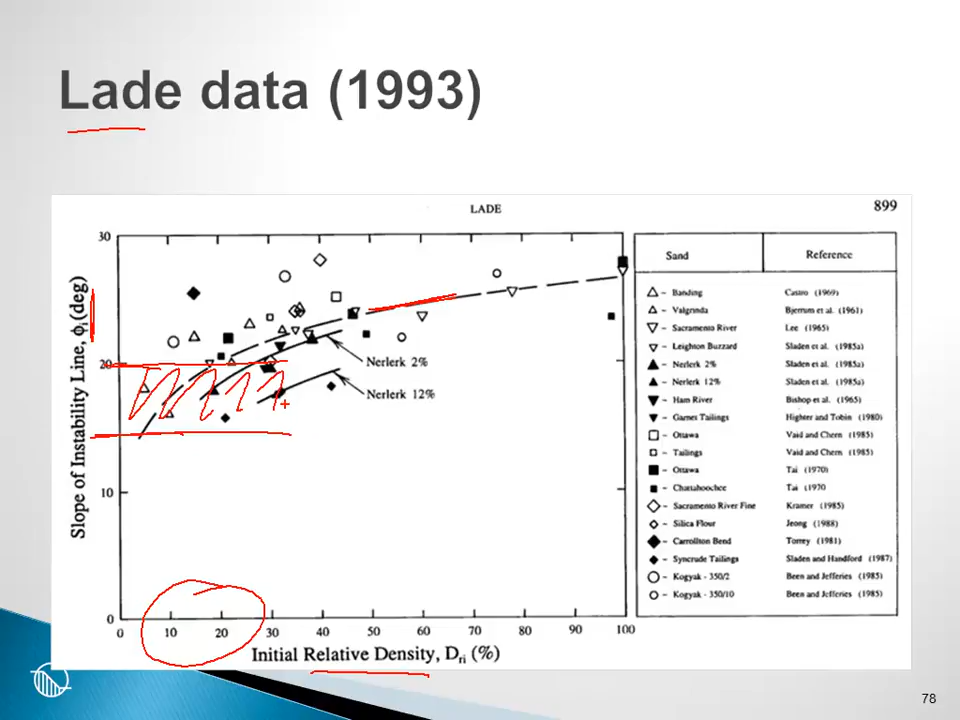 Lade data (1993)
LADE
899
30
20
10
0
Slope of Instability Line, ϕi(deg)
Nerlerk 2%
Nerlerk 12%
0 10 20 30 40 50 60 70 80 90 100
Initial Relative Density, Dri (%)
Sand Reference
- Banding Castro (1969)
- Valgrinda Bjerrum et al. (1961)
- Sacramento River Lee (1965)
- Leighton Buzzard Sladen et al. (1985a)
- Nerlerk 2% Sladen et al. (1985a)
- Nerlerk 12% Sladen et al. (1985a)
- Ham River Bishop et al. (1965)
- Games Tailings Highter and Tobin (1980)
- Ottawa Vaid and Chern (1985)
- Tailings Vaid and Chern (1985)
- Ottawa Tai (1970)
- Chattahoochee Tai (1970
- Sacramento River Fine Kramer (1985)
- Silica Flour Jeong (1988)
- Carrollton Bend Torrey (1981)
- Syncrude Tailings Sladen and Handford (1987)
- Kogyak - 350/2 Been and Jefferies (1985)
- Kogyak - 350/10 Been and Jefferies (1985)
78